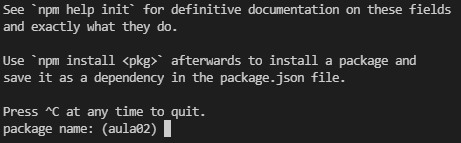 See `npm help init` for definitive documentation on these fields
and exactly what they do.
Use `npm install <pkg>` afterwards to install a package and
save it as a dependency in the package.json file.
Press ^C at any time to quit.
package name: (aula02)